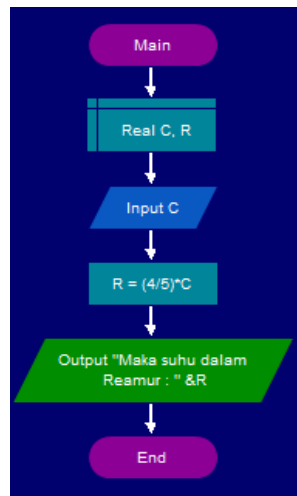 Main
Real C, R
Input C
R = (4/5)*C
Output "Maka suhu dalam
Reamur : " &R
End